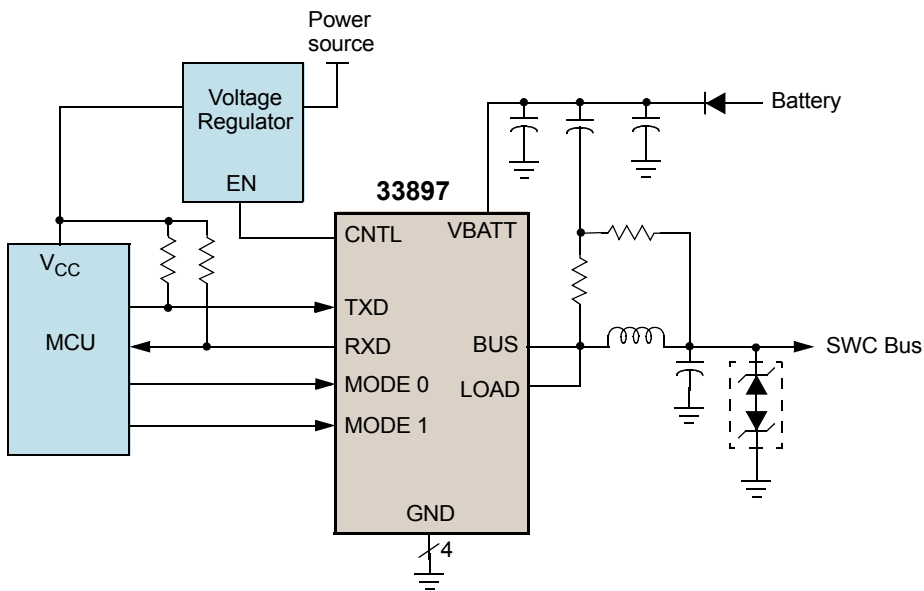 Power
source
Voltage
Regulator
Battery
EN
33897
CNTL
VBATT
VCC
TXD
MCU
RXD
BUS
SWC Bus
MODE 0
LOAD
MODE 1
GND
4